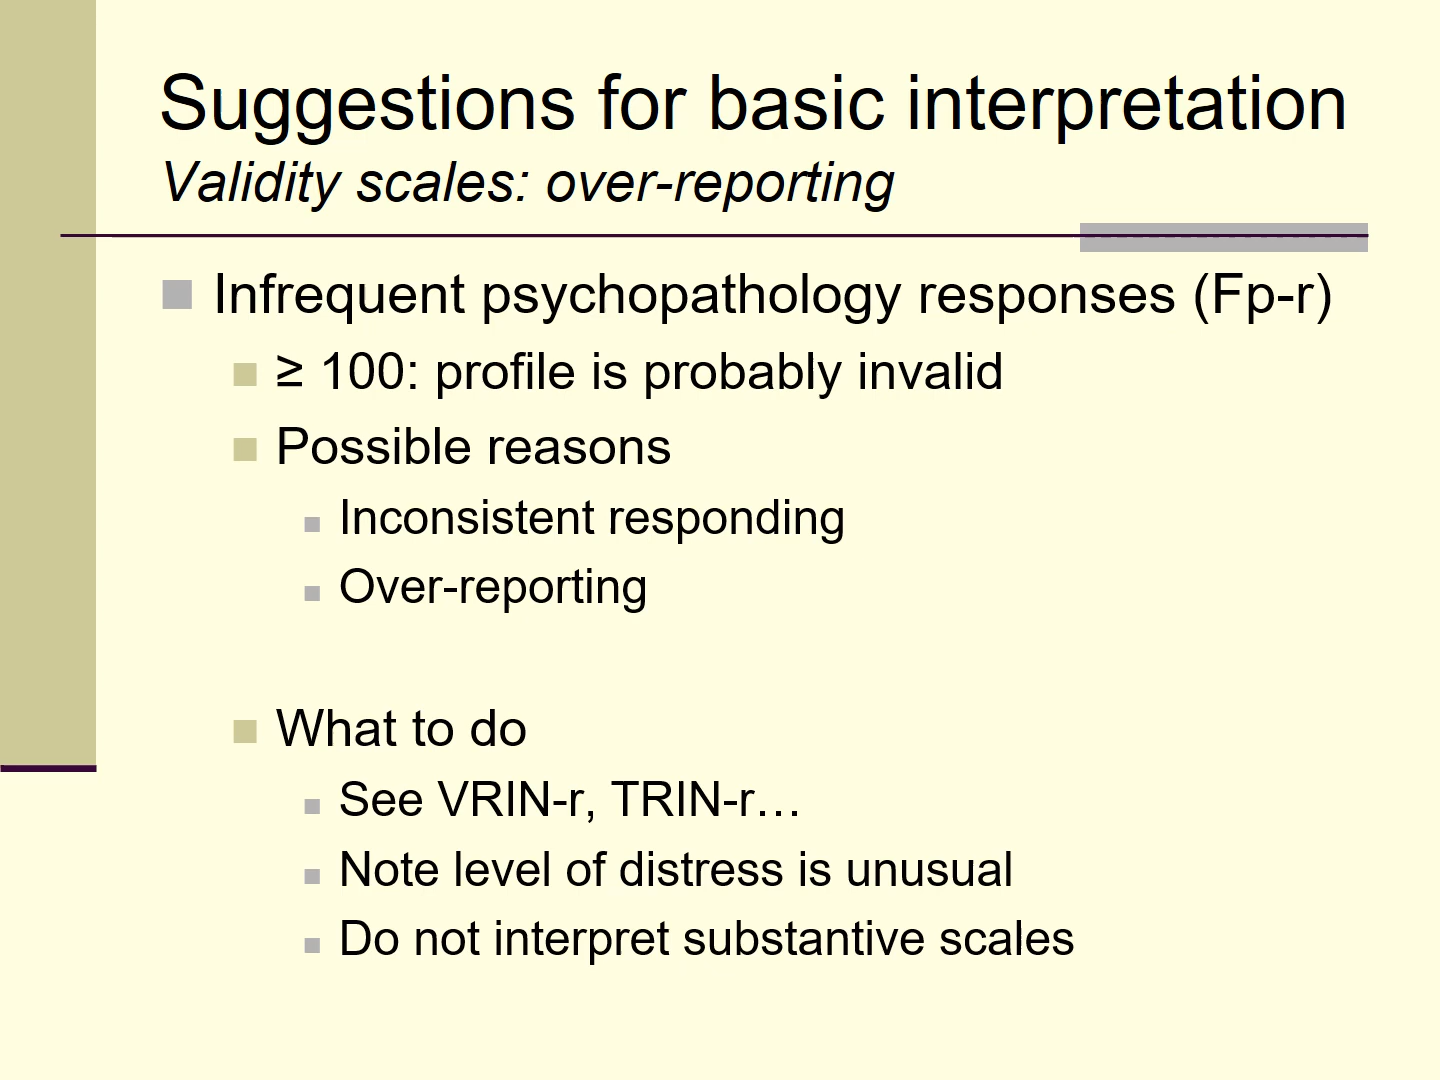 Suggestions for basic interpretation
Validity scales: over-reporting
Infrequent psychopathology responses (Fp-r)
≥ 100: profile is probably invalid
Possible reasons
Inconsistent responding
Over-reporting
What to do
See VRIN-r, TRIN-r…
Note level of distress is unusual
Do not interpret substantive scales